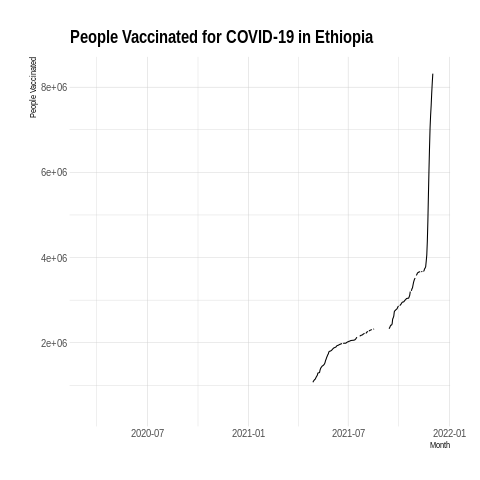 People Vaccinated for COVID-19 in Ethiopia
People Vaccinated
8e+06
6e+06
4e+06
2e+06
2020-07
2021-01
2021-07
2022-01
Month